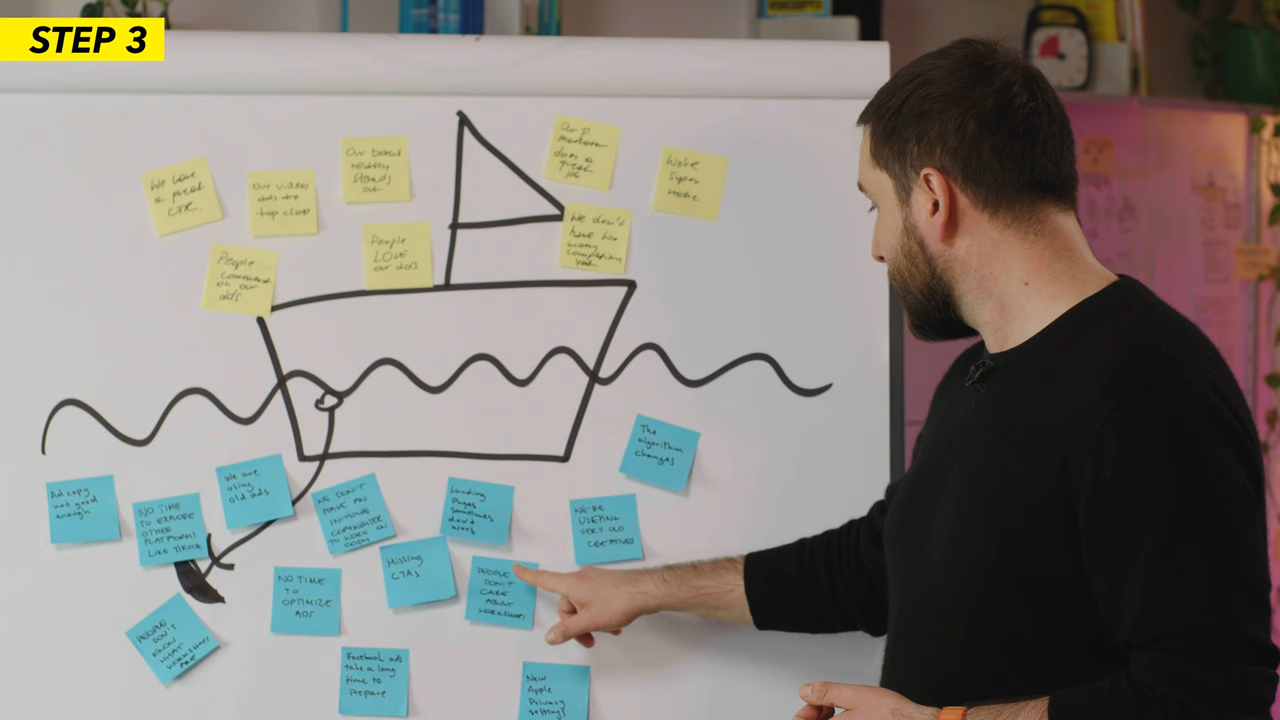 STEP 3
We have
a great
CTR.
Our videos
ads are
top class
Our brand
stands
out
Our
does a
great
job
We're
super
People
comment
on our
ads.
People
LOVE
our ads
We don't
have too
many
competitors
yet
The
algorithm
changes
Ad copy
not good
enough
NO TIME
TO EXPLORE
OTHER
PLATFORMS
LIKE TIKTOK
We are
using
old ads
WE DON'T
HAVE AN
IN-HOUSE
COPYWRITER
TO WORK ON
COPY
Landing
Pages
sometimes
don't
work
WE'RE
USING
VERY OLD
CREATIVES
Missing
CTAs
PEOPLE
DON'T
CARE
ABOUT
WORKSHOPS
NO TIME
TO
OPTIMIZE
ADS
PEOPLE
DON'T
KNOW
WHAT
WORKSHOPS
ARE
Facebook ads
take a long
time to
prepare
New
Apple
Privacy
setting?